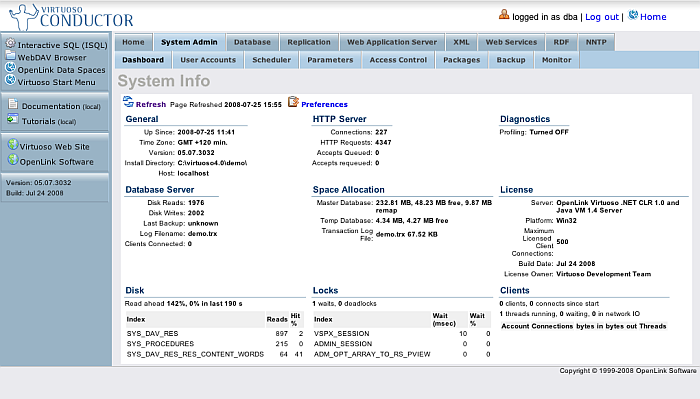 VIRTUOSO
CONDUCTOR
logged in as dba | Log out | Home
Interactive SQL (ISQL)
WebDAV Browser
OpenLink Data Spaces
Virtuoso Start Menu
Documentation (local)
Tutorials (local)
Virtuoso Web Site
OpenLink Software
Version: 05.07.3032
Build: Jul 24 2008
Home System Admin Database Replication Web Application Server XML Web Services RDF NNTP
Dashboard User Accounts Scheduler Parameters Access Control Packages Backup Monitor
System Info
Refresh Page Refreshed 2008-07-25 15:55 Preferences
General
Up Since: 2008-07-25 11:41
Time Zone: GMT +120 min.
Version: 05.07.3032
Install Directory: C:\virtuoso4.0\demo\
Host: localhost
HTTP Server
Connections: 227
HTTP Requests: 4347
Accepts Queued: 0
Accepts requeued: 0
Diagnostics
Profiling: Turned OFF
Database Server
Disk Reads: 1976
Disk Writes: 2002
Last Backup: unknown
Log Filename: demo.trx
Clients Connected: 0
Space Allocation
Master Database: 232.81 MB, 48.23 MB free, 9.87 MB
remap
Temp Database: 4.34 MB, 4.27 MB free
Transaction Log
File: demo.trx 67.52 KB
License
Server: OpenLink Virtuoso .NET CLR 1.0 and
Java VM 1.4 Server
Platform: Win32
Maximum
Licensed 500
Client
Connections:
Build Date: Jul 24 2008
License Owner: Virtuoso Development Team
Disk
Read ahead 142%, 0% in last 190 s
Index Reads Hit %
SYS_DAV_RES 897 2
SYS_PROCEDURES 215 0
SYS_DAV_RES_RES_CONTENT_WORDS 64 41
Locks
1 waits, 0 deadlocks
Index Wait (msec) Wait %
VSPX_SESSION 10 0
ADMIN_SESSION 0 0
ADM_OPT_ARRAY_TO_RS_PVIEW 0 0
Clients
0 clients, 0 connects since start
1 threads running, 0 waiting, 0 in network IO
Account Connections bytes in bytes out Threads
Copyright © 1999-2008 OpenLink Software